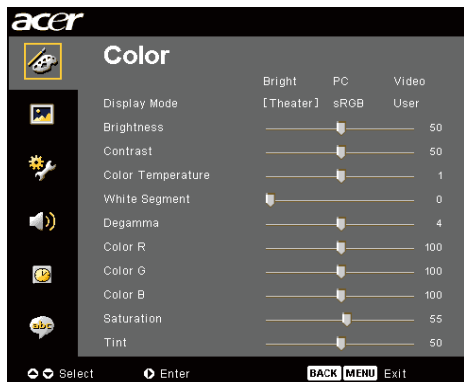 acer
Color
Bright PC Video
Display Mode [Theater] sRGB User
Brightness 50
Contrast 50
Color Temperature 1
White Segment 0
Degamma 4
Color R 100
Color G 100
Color B 100
Saturation 55
Tint 50
abc
Select Enter BACK MENU Exit